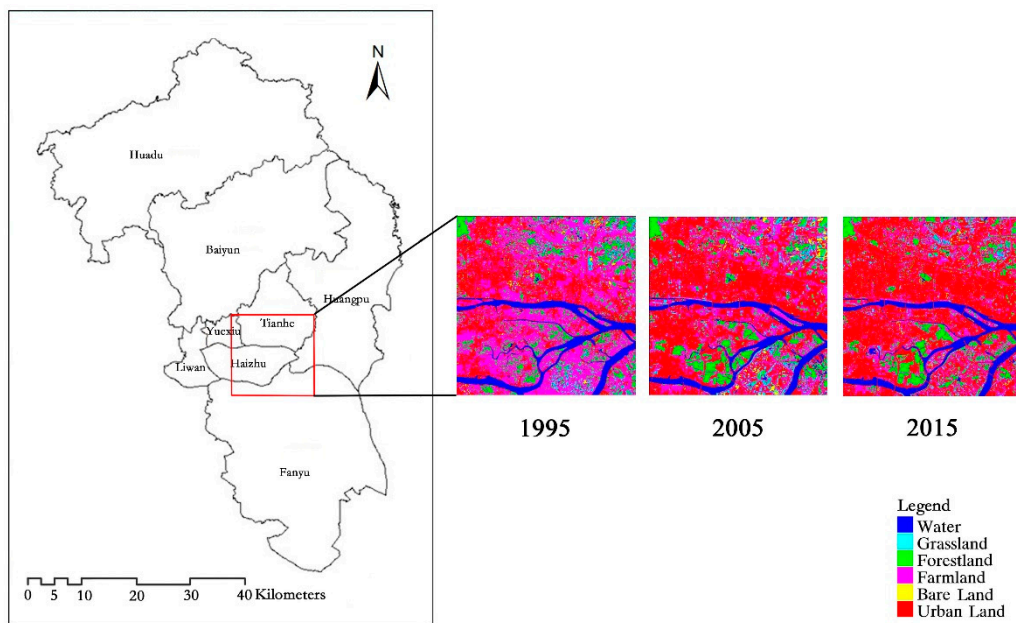 N
Huadu
Baiyun
Huangpu
Yuexiu
Tianhe
Liwan
Haizhu
Fanyu
0 5 10 20 30 40 Kilometers
1995
2005
2015
Legend
Water
Grassland
Forestland
Farmland
Bare Land
Urban Land